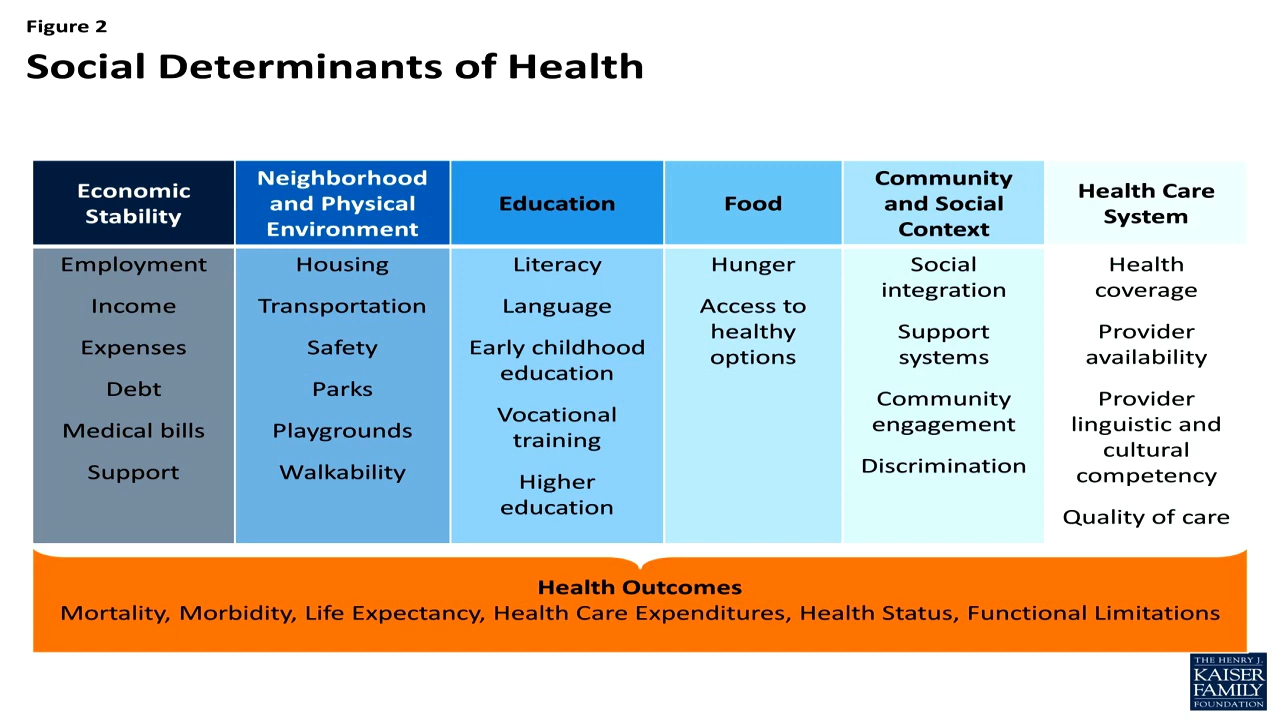 Figure 2
Social Determinants of Health
Economic
Stability
Neighborhood
and Physical
Environment
Education
Food
Community
and Social
Context
Health Care
System
Employment
Income
Expenses
Debt
Medical bills
Support
Housing
Transportation
Safety
Parks
Playgrounds
Walkability
Literacy
Language
Early childhood
education
Vocational
training
Higher
education
Hunger
Access to
healthy
options
Social
integration
Support
systems
Community
engagement
Discrimination
Health
coverage
Provider
availability
Provider
linguistic and
cultural
competency
Quality of care
Health Outcomes
Mortality, Morbidity, Life Expectancy, Health Care Expenditures, Health Status, Functional Limitations
THE HENRY J.
KAISER
FAMILY
FOUNDATION